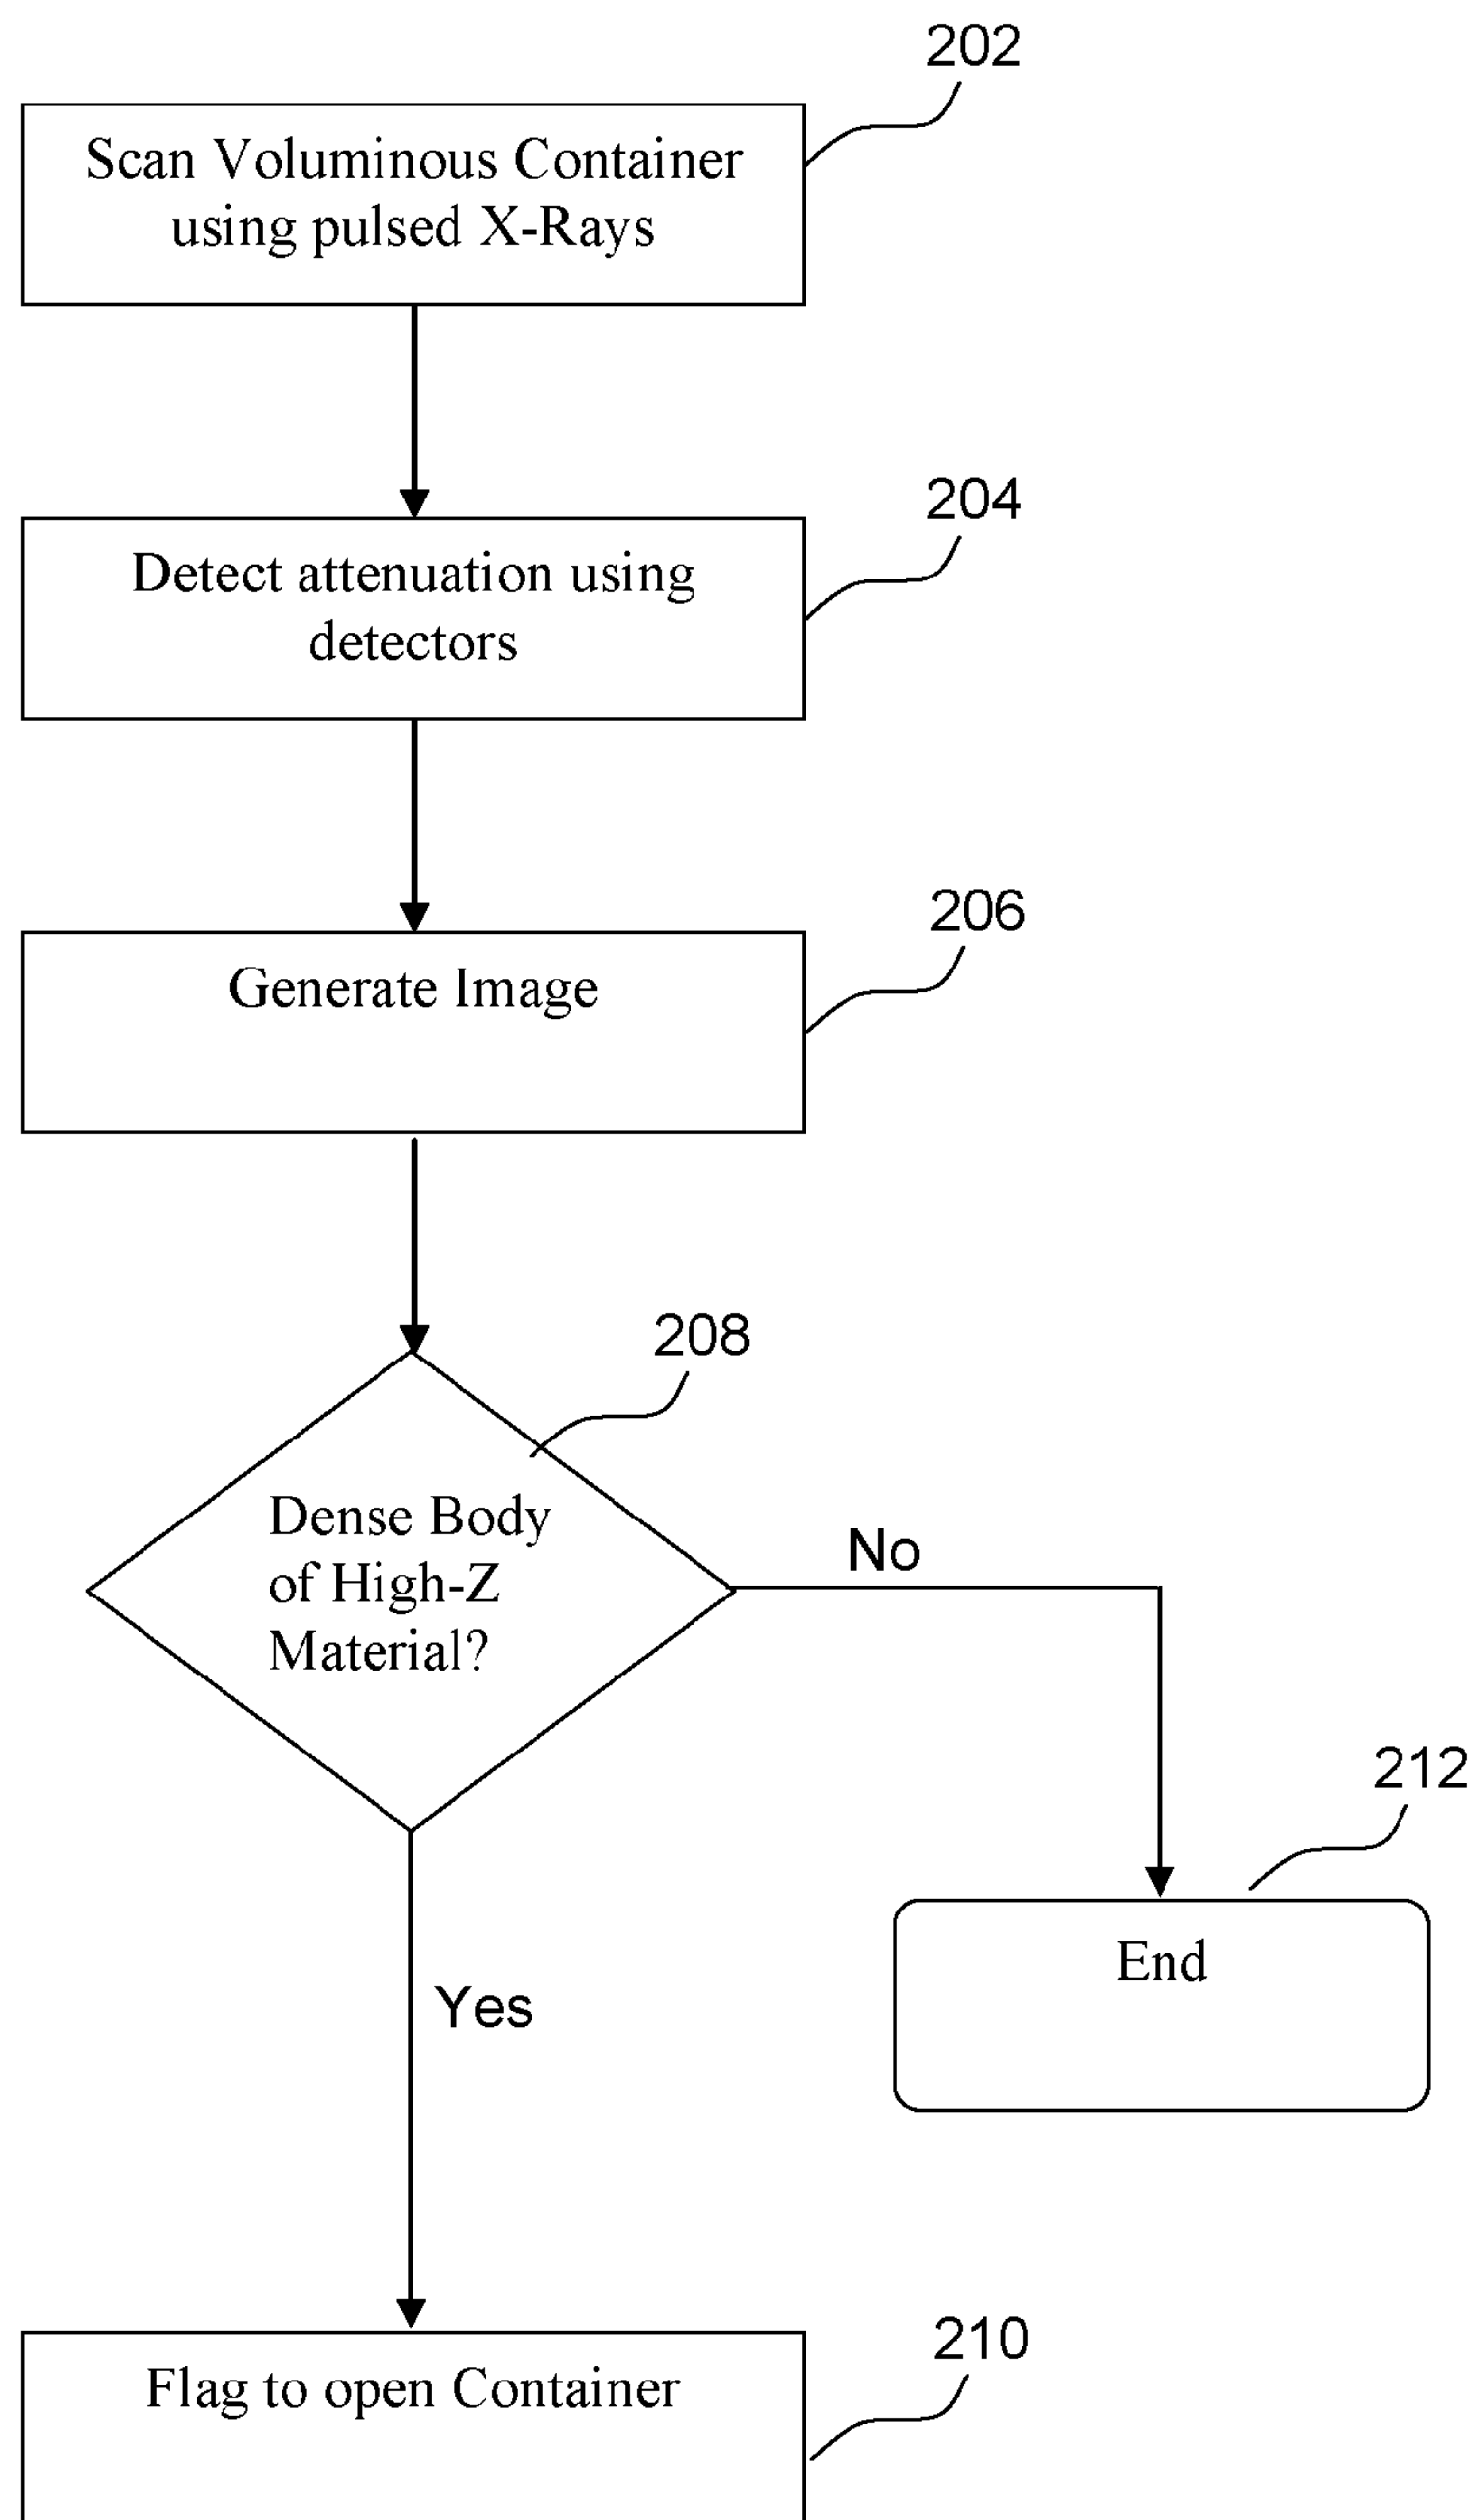 202
Scan Voluminous Container
using pulsed X-Rays
204
Detect attenuation using
detectors
206
Generate Image
208
Dense Body
of High-Z
Material?
No
212
End
Yes
210
Flag to open Container